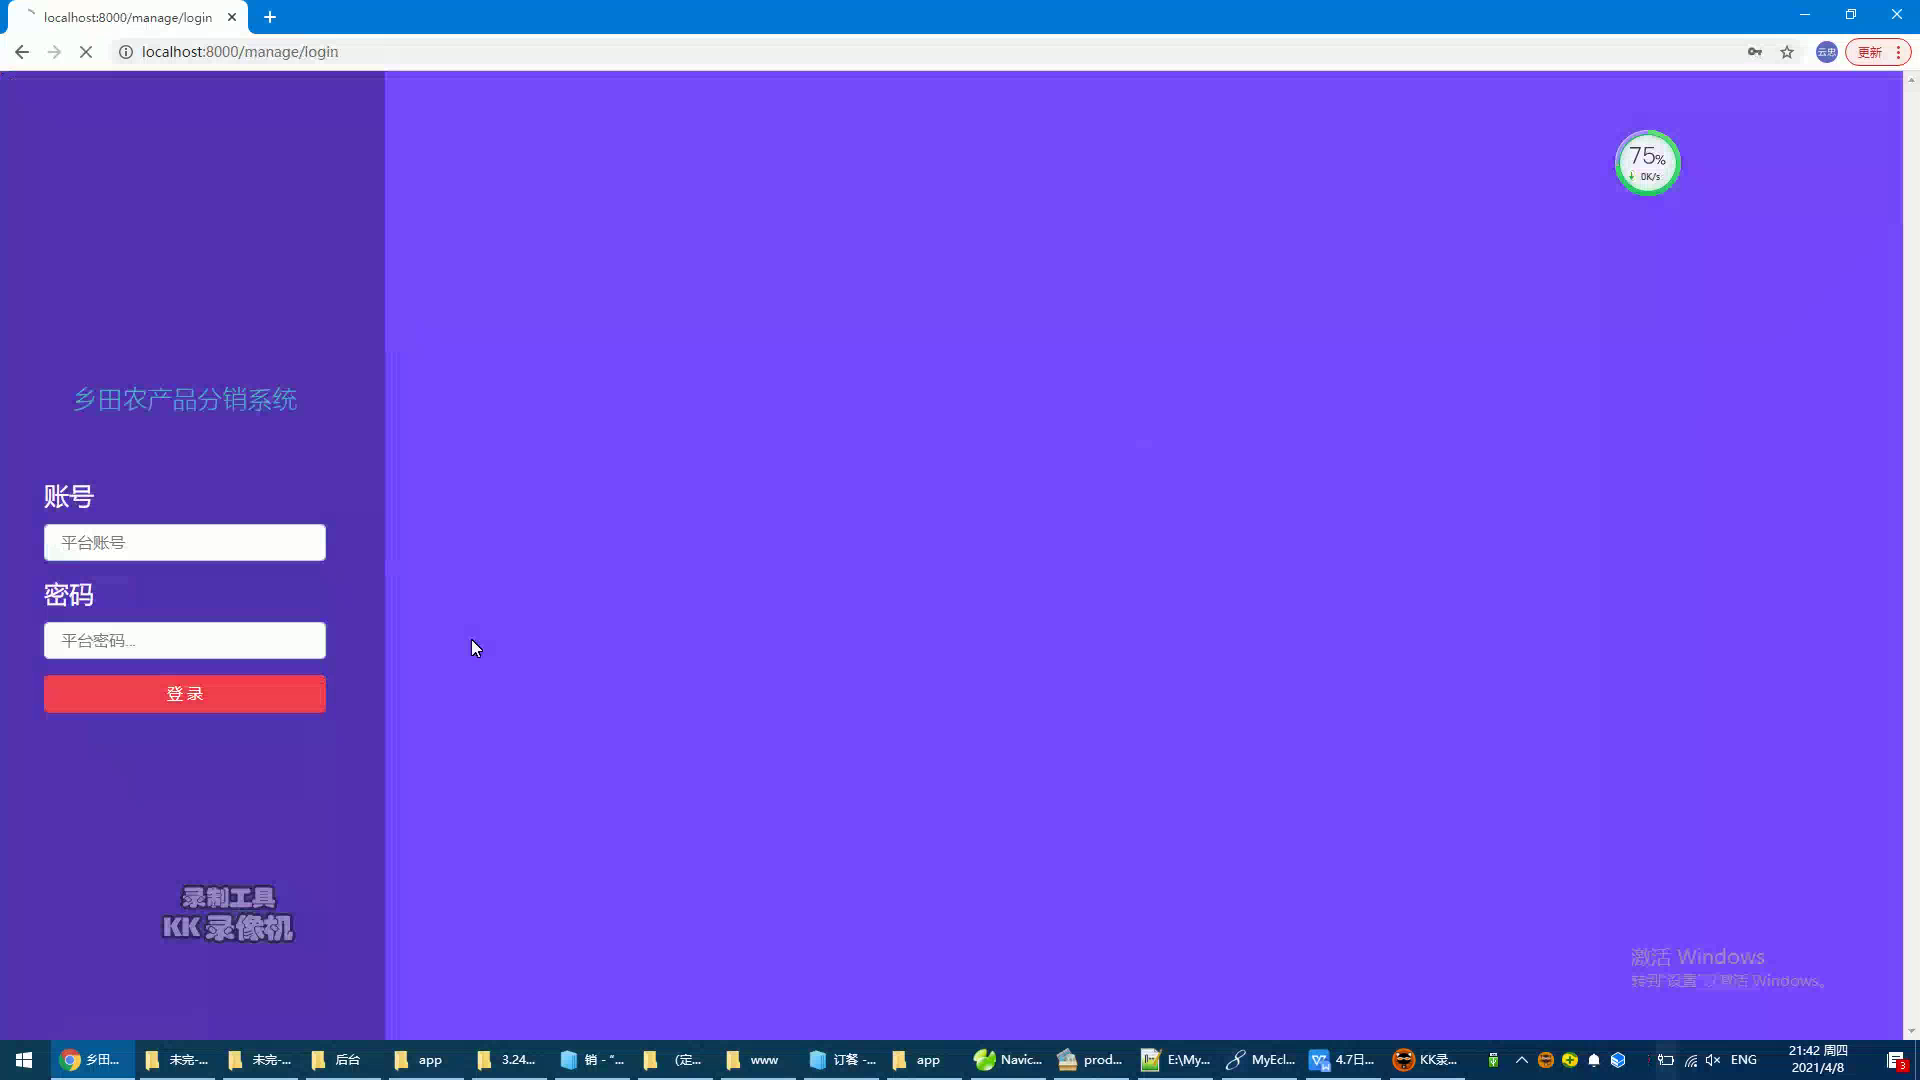 localhost:8000/manage/login
localhost:8000/manage/login
云忠
更新
75%
0K/s
乡田农产品分销系统
账号
平台账号
密码
平台密码...
登 录
录制工具
KK 录像机
激活 Windows
转到"设置"以激活 Windows。
乡田...
未完-...
未完-...
后台
app
3.24...
销 - "...
(定...
www
订餐 -...
app
Navic...
prod...
E:\My...
MyEcl...
4.7日...
KK录...
ENG
21:42 周四
2021/4/8
3